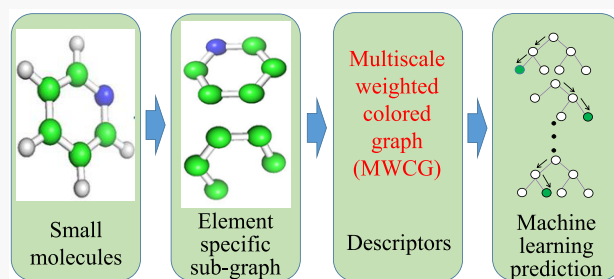 Small
molecules
Element
specific
sub-graph
Multiscale
weighted
colored
graph
(MWCG)
Descriptors
Machine
learning
prediction